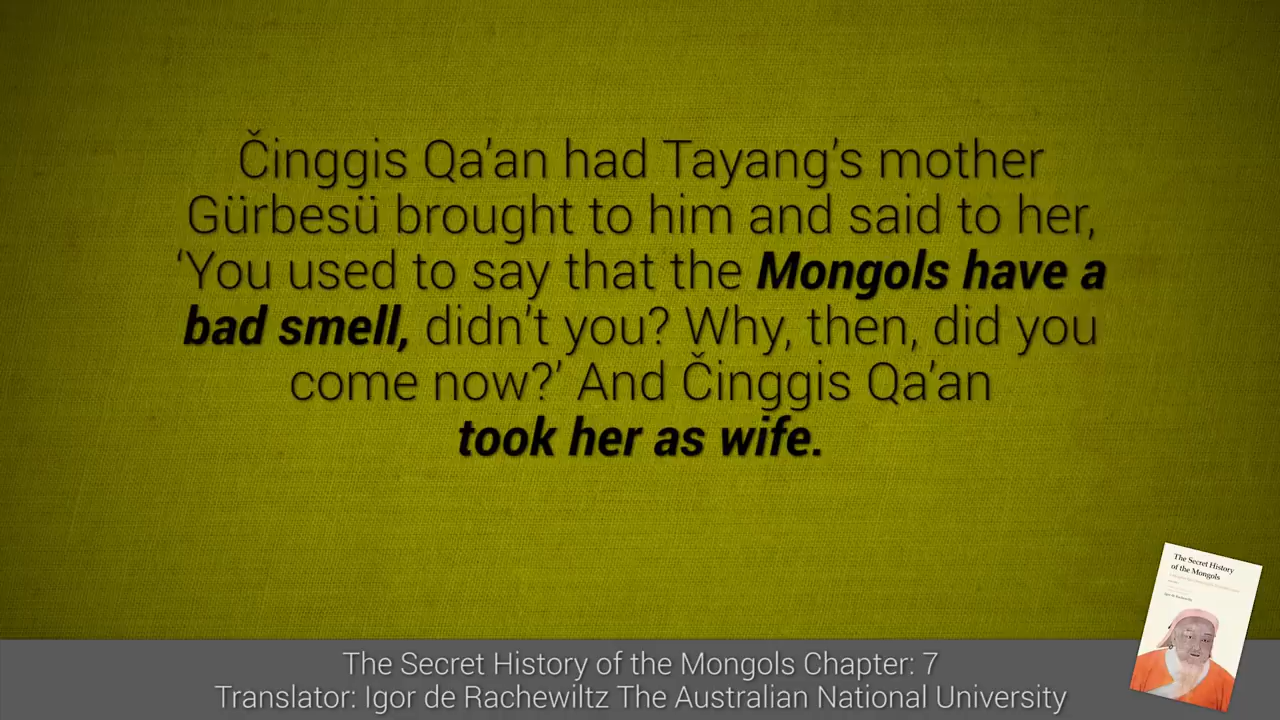 Činggis Qa’an had Tayang’s mother
Gürbesü brought to him and said to her,
‘You used to say that the Mongols have a
bad smell, didn’t you? Why, then, did you
come now?’ And Činggis Qa’an
took her as wife.
The Secret History
of the Mongols
The Secret History of the Mongols Chapter: 7
Translator: Igor de Rachewiltz The Australian National University